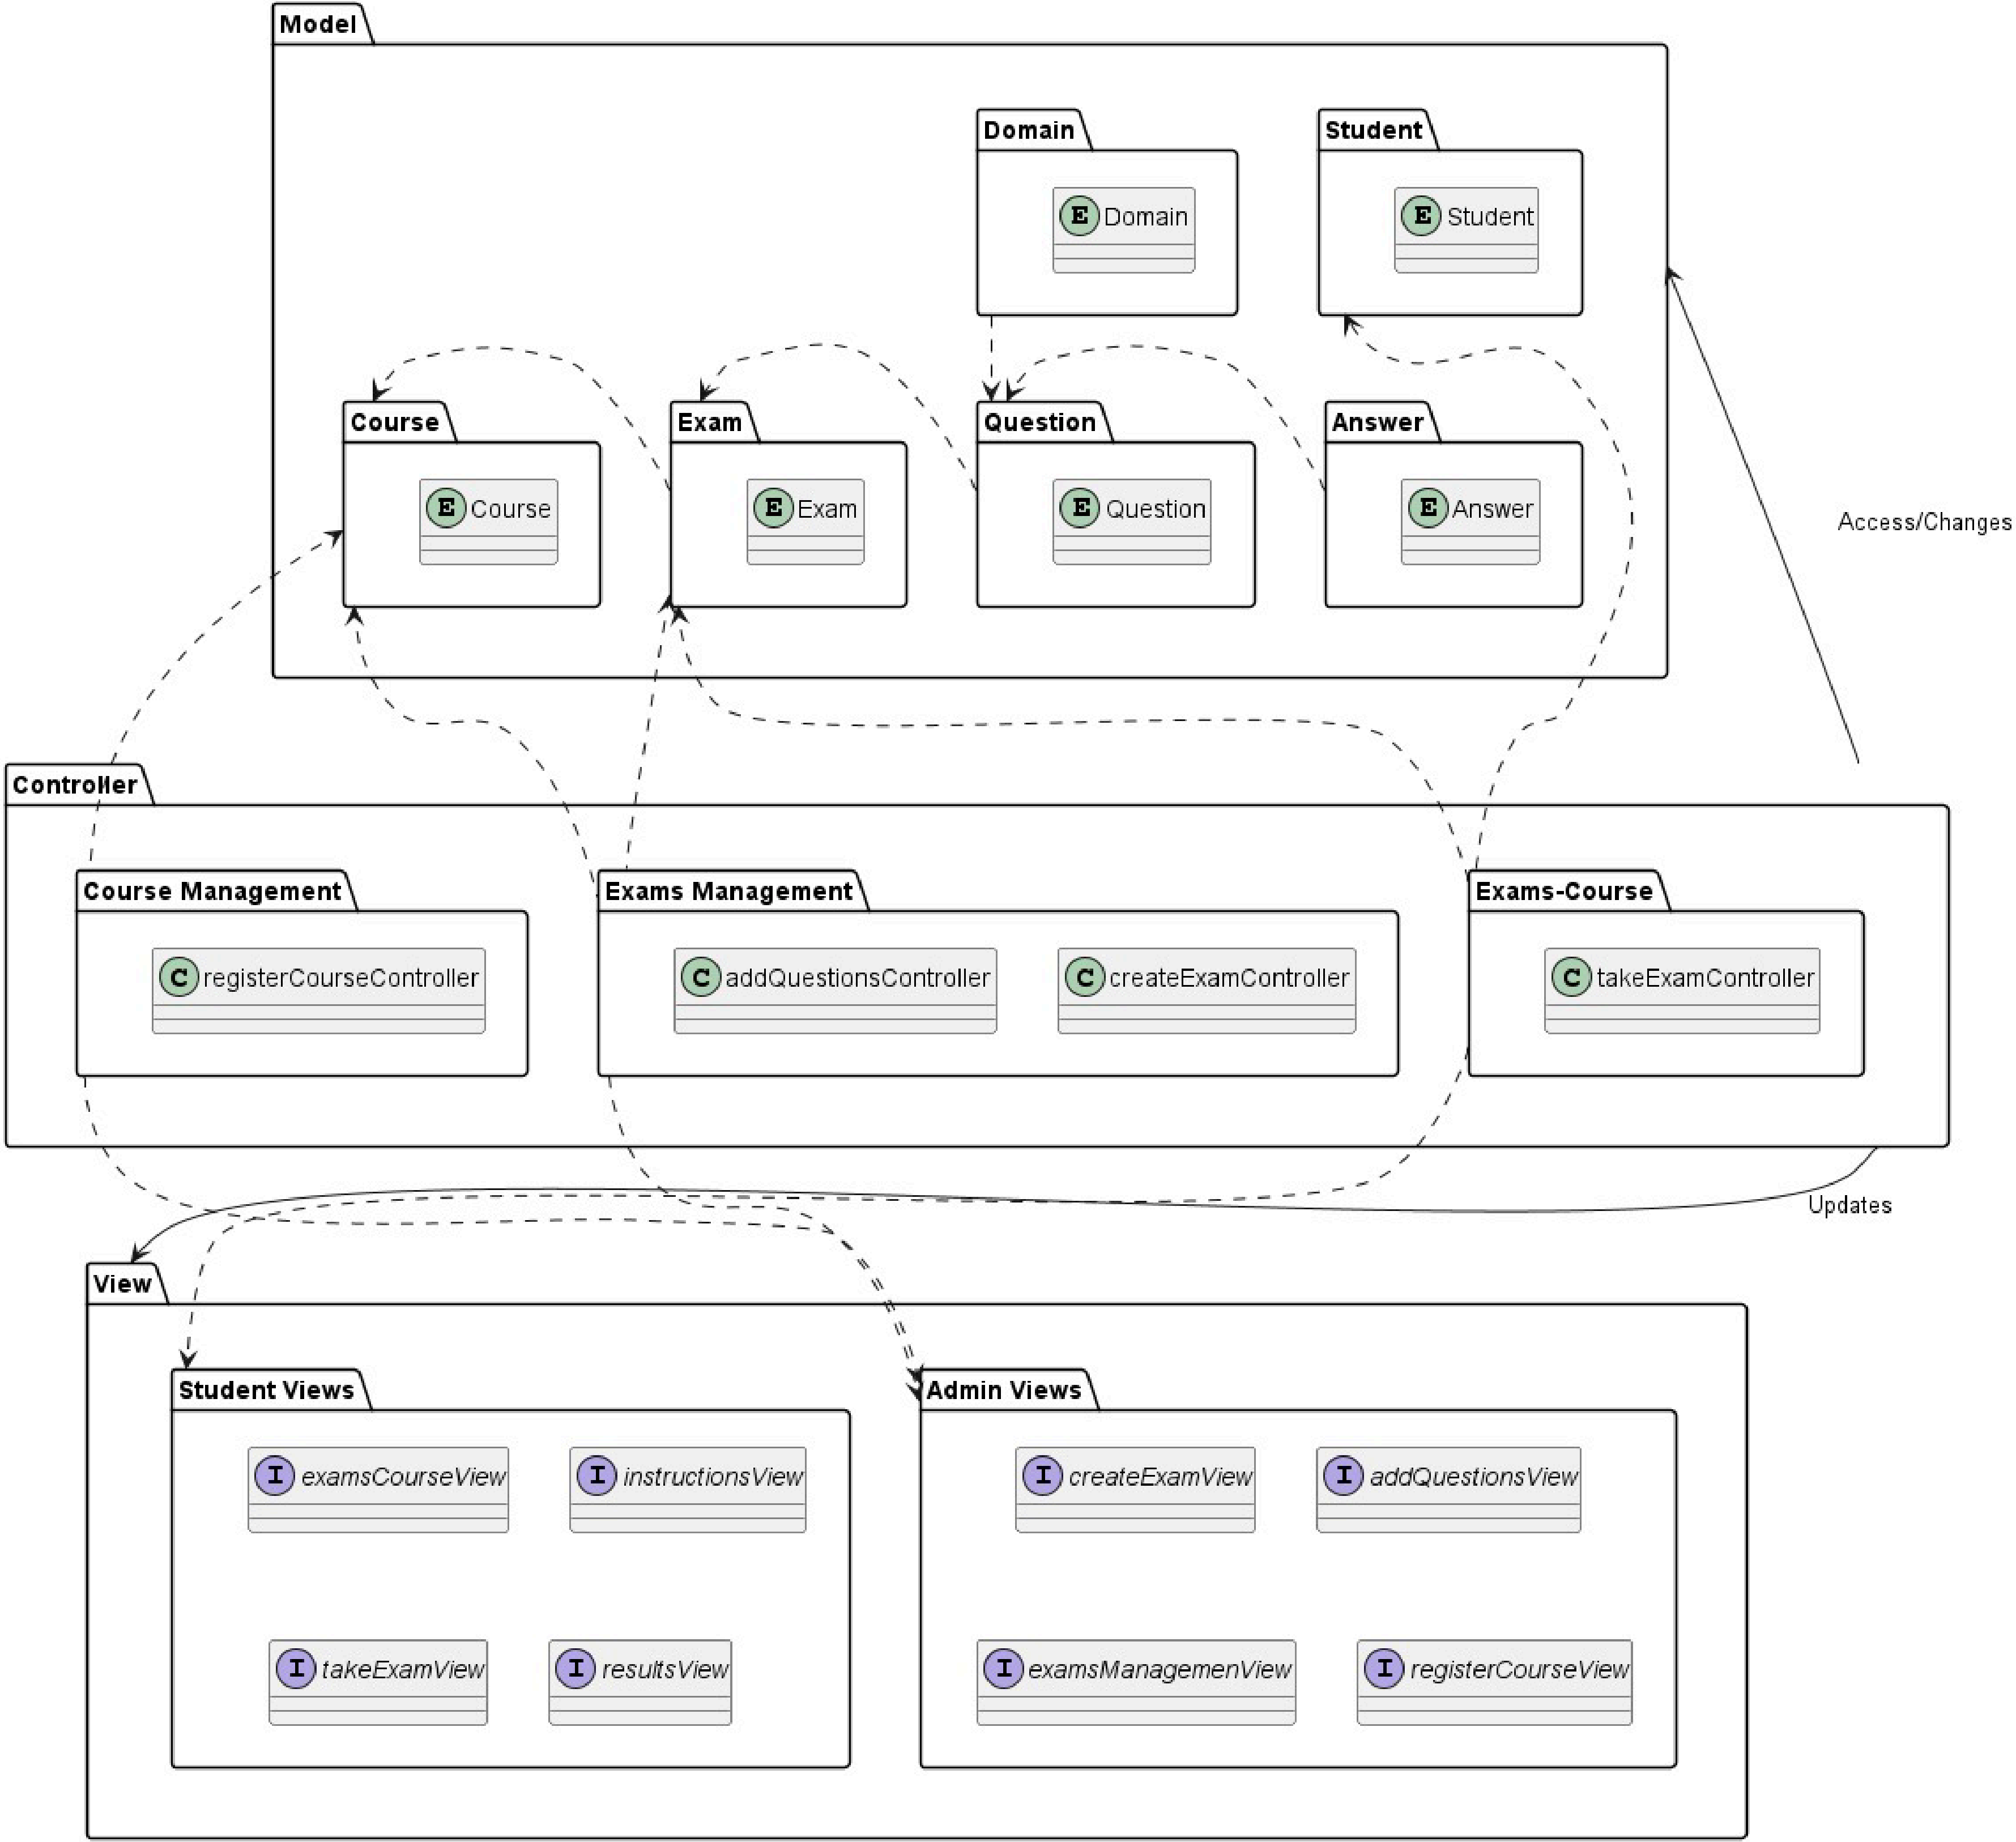 Model
Domain
Student
E Domain
E Student
Course
Exam
Question
Answer
E Course
E Exam
E Question
E Answer
Access/Changes
Controller
Course Management
Exams Management
Exams-Course
C registerCourseController
C addQuestionsController
C createExamController
C takeExamController
Updates
View
Student Views
Admin Views
I examsCourseView
I instructionsView
I createExamView
I addQuestionsView
I takeExamView
I resultsView
I examsManagemenView
I registerCourseView